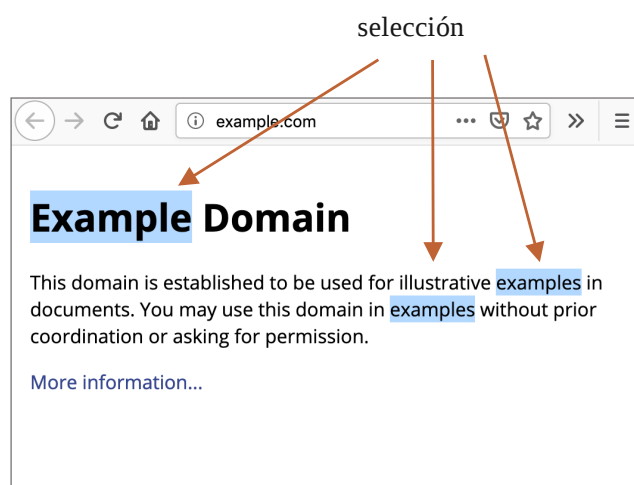 selección
example.com
Example Domain
This domain is established to be used for illustrative examples in
documents. You may use this domain in examples without prior
coordination or asking for permission.
More information...